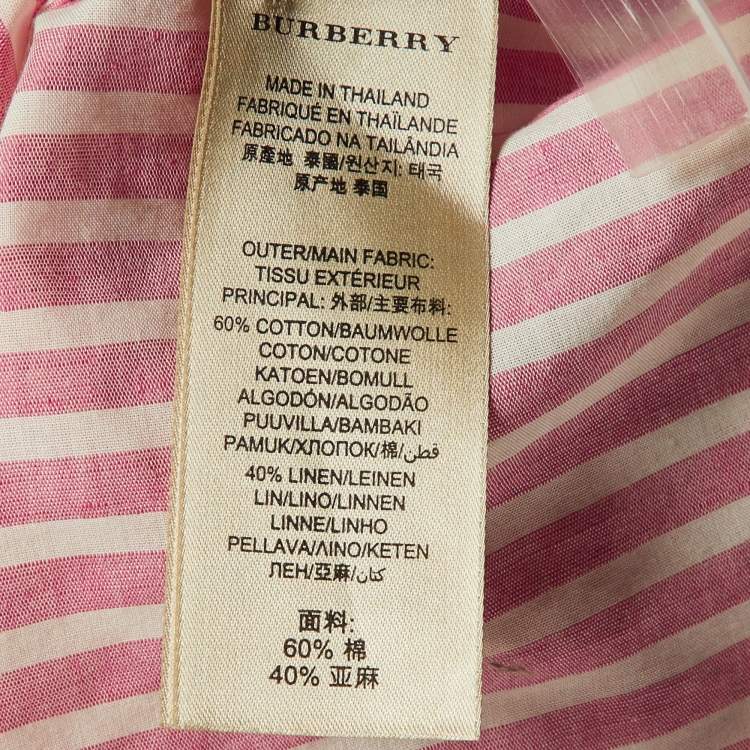 BURBERRY
MADE IN THAILAND
FABRIQUÉ EN THAÏLANDE
FABRICADO NA TAILÂNDIA
原產地 泰國/원산지: 태국
原产地 泰国
OUTER/MAIN FABRIC:
TISSU EXTÉRIEUR
PRINCIPAL: 外部/主要布料:
60% COTTON/BAUMWOLLE
COTON/COTONE
KATOEN/BOMULL
ALGODÓN/ALGODÃO
PUUVILLA/BAMBAKI
PAMUK/ХЛОПОК/棉/قطن
40% LINEN/LEINEN
LIN/LINO/LINNEN
LINNE/LINHO
PELLAVA/ΛΙΝΟ/KETEN
ЛЕН/亞麻/كتان
面料:
60% 棉
40% 亚麻